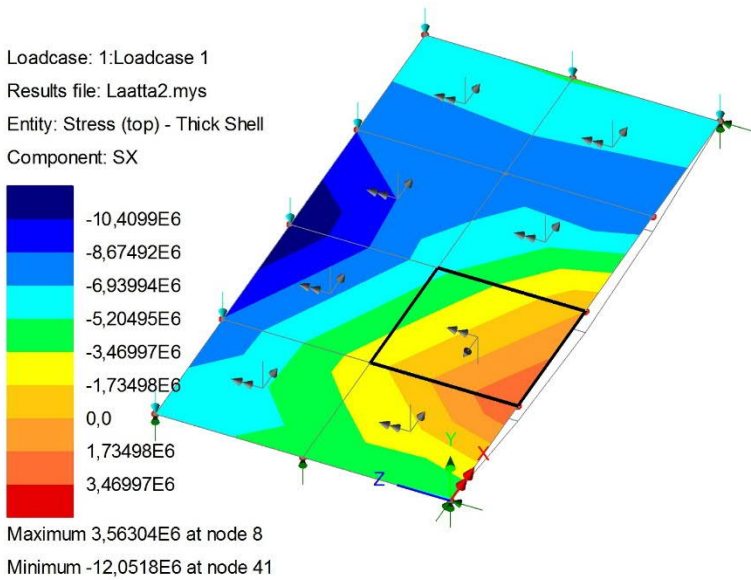 Loadcase: 1:Loadcase 1
Results file: Laatta2.mys
Entity: Stress (top) - Thick Shell
Component: SX
-10,4099E6
-8,67492E6
-6,93994E6
-5,20495E6
-3,46997E6
-1,73498E6
0,0
1,73498E6
3,46997E6
Maximum 3,56304E6 at node 8
Minimum -12,0518E6 at node 41
Y
X
Z